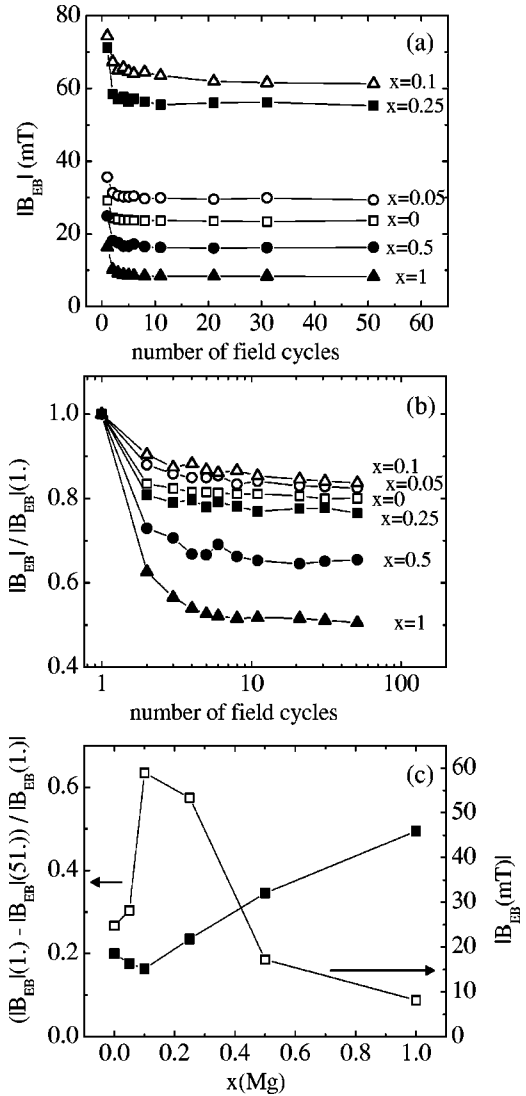 (a)
80
60
40
20
0
|B_EB| (mT)
x=0.1
x=0.25
x=0.05
x=0
x=0.5
x=1
0 10 20 30 40 50 60
number of field cycles
(b)
1.0
0.8
0.6
0.4
|B_EB| / |B_EB|(1.)
x=0.1
x=0.05
x=0
x=0.25
x=0.5
x=1
1 10 100
number of field cycles
(c)
0.6
0.4
0.2
0.0
(|B_EB|(1.) - |B_EB|(51.)) / |B_EB(1.)|
60
50
40
30
20
10
0
|B_EB(mT)|
0.0 0.2 0.4 0.6 0.8 1.0
x(Mg)